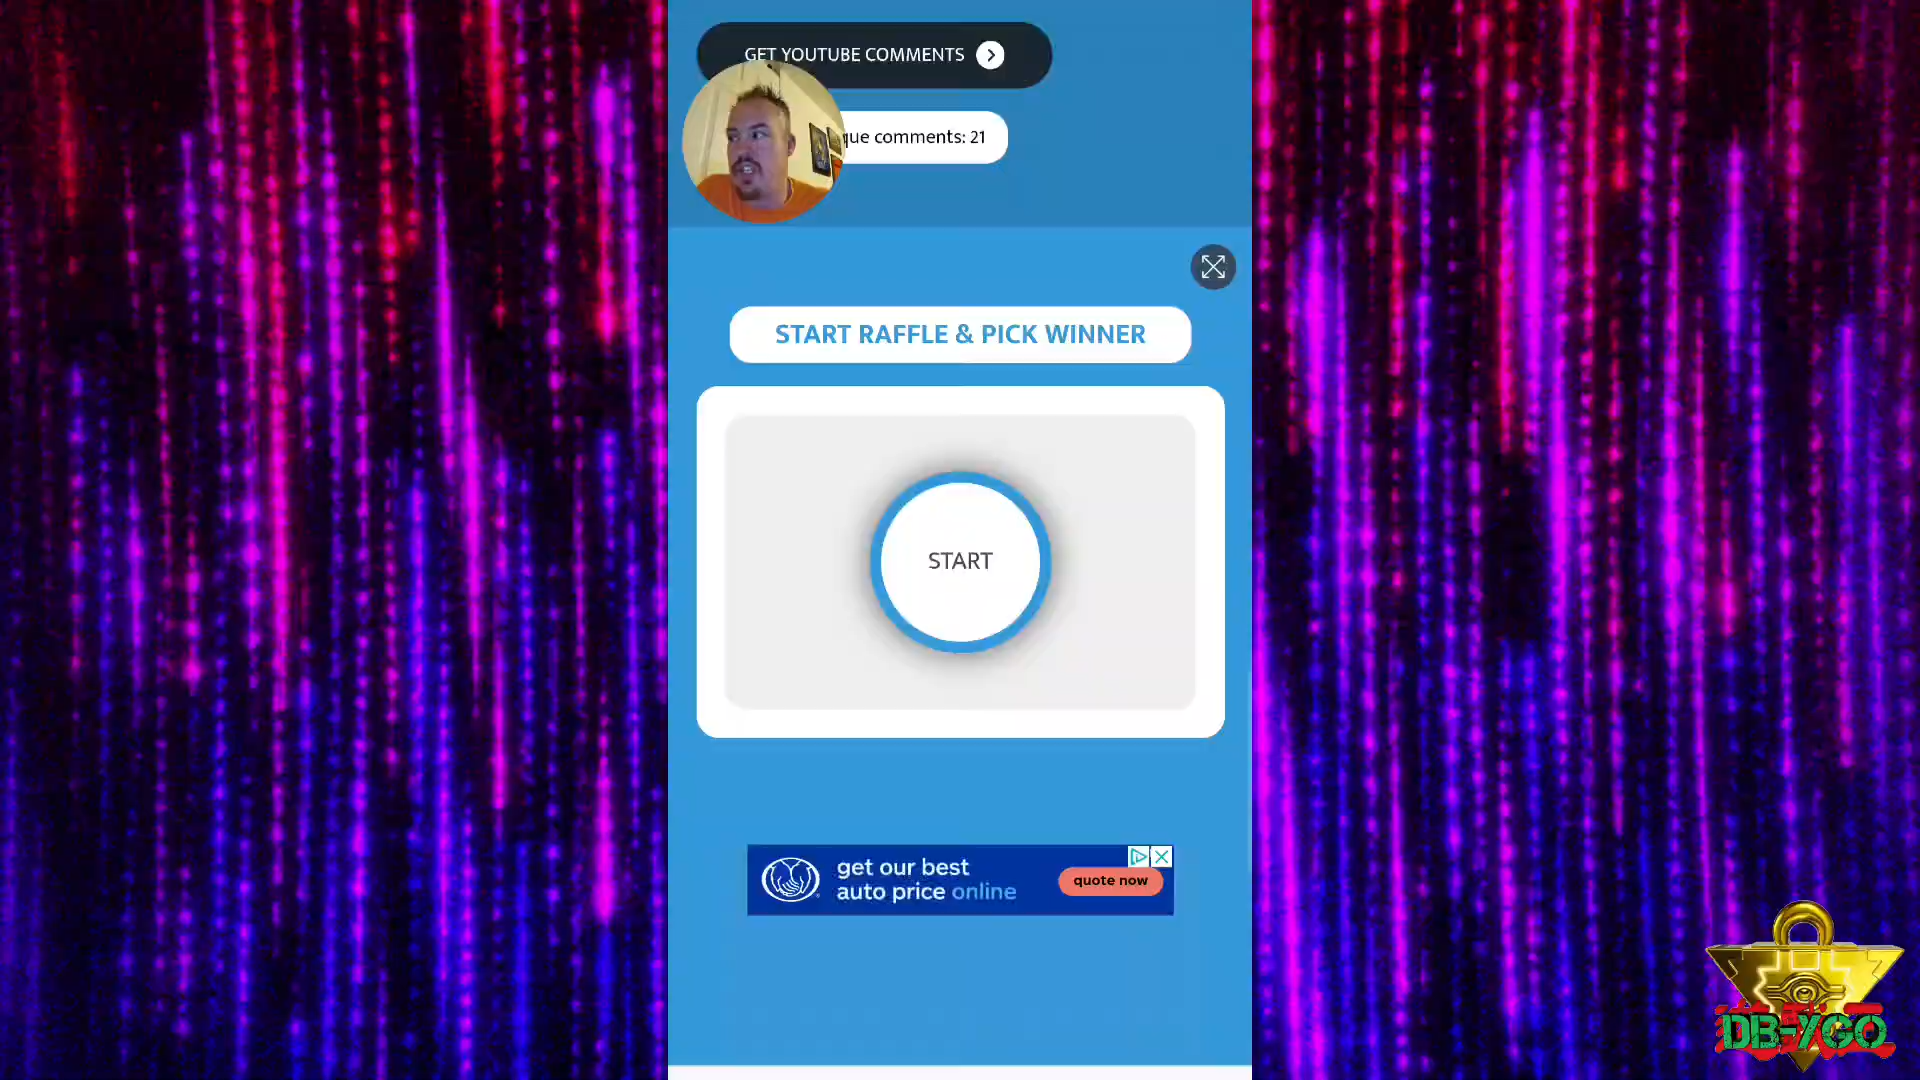 GET YOUTUBE COMMENTS
que comments: 21
START RAFFLE & PICK WINNER
START
get our best
auto price online
quote now
DB-YGO